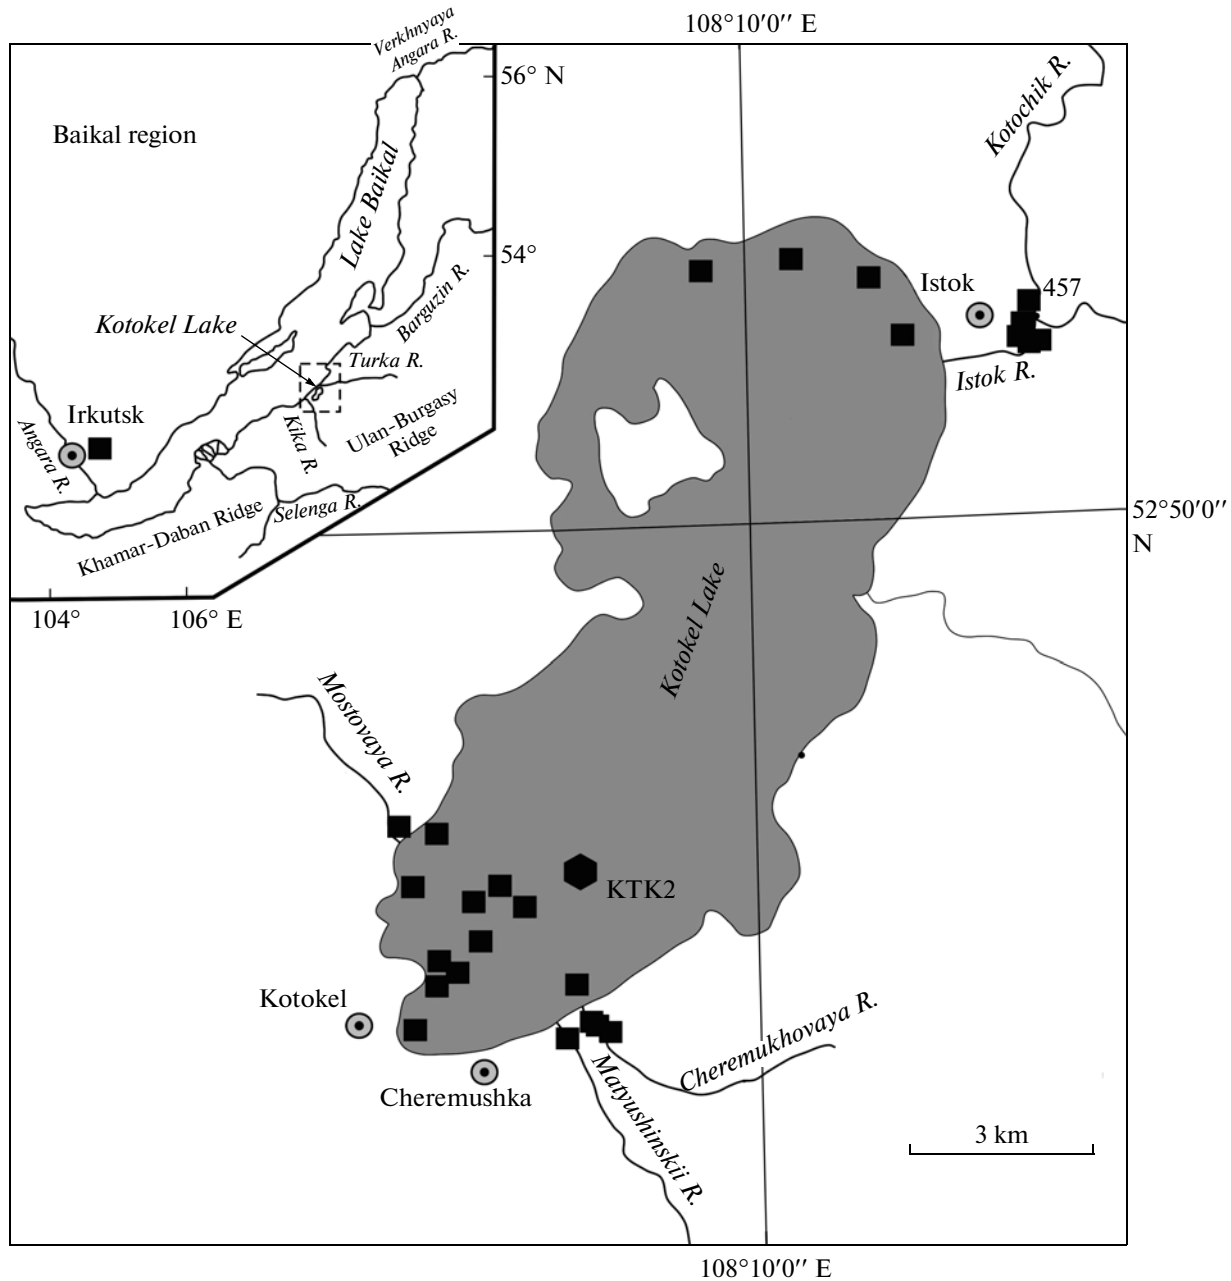 108°10′0′′ E
Verkhnyaya
Angara R.
56° N
Baikal region
Kotochik R.
Lake Baikal
54°
Barguzin R.
Istok
457
Kotokel Lake
Turka R.
Istok R.
Irkutsk
Angara R.
Kika R.
Ulan-Burgasy
Ridge
Selenga R.
Khamar-Daban Ridge
52°50′0′′
N
104°
106° E
Kotokel Lake
Mostovaya R.
KTK2
Kotokel
Cheremukhovaya R.
Cheremushka
Matyushinskii R.
3 km
108°10′0′′ E